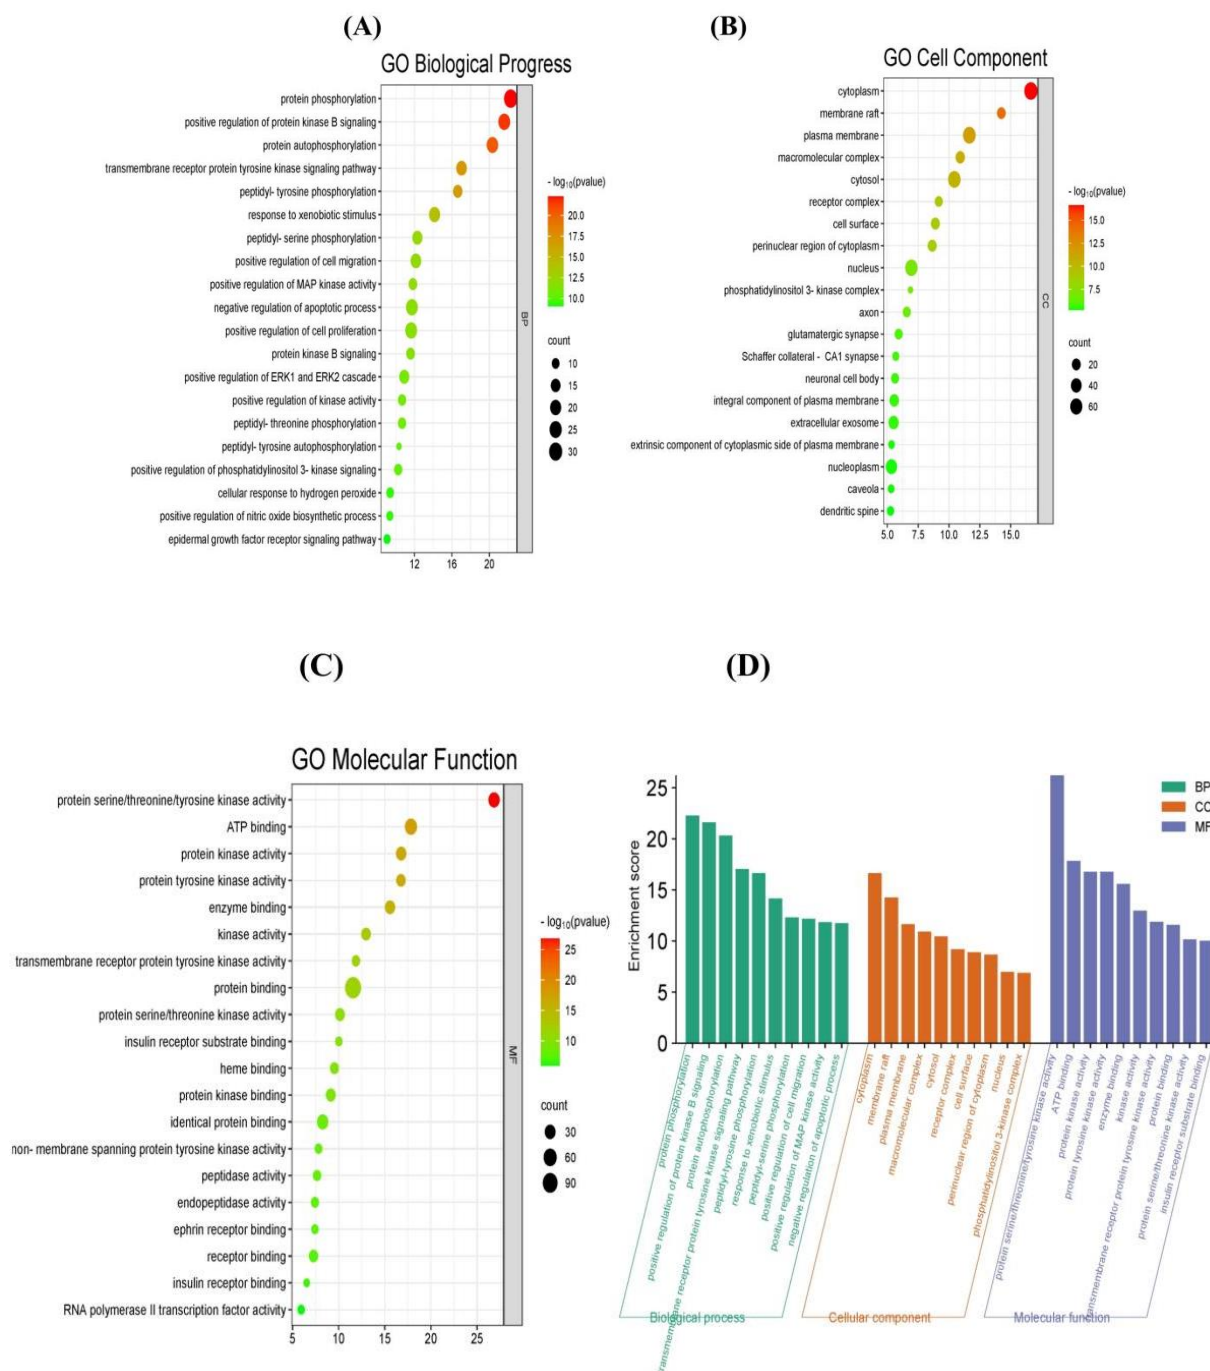 (A)
GO Biological Progress
protein phosphorylation
positive regulation of protein kinase B signaling
protein autophosphorylation
transmembrane receptor protein tyrosine kinase signaling pathway
peptidyl- tyrosine phosphorylation
response to xenobiotic stimulus
peptidyl- serine phosphorylation
positive regulation of cell migration
positive regulation of MAP kinase activity
negative regulation of apoptotic process
positive regulation of cell proliferation
protein kinase B signaling
positive regulation of ERK1 and ERK2 cascade
positive regulation of kinase activity
peptidyl- threonine phosphorylation
peptidyl- tyrosine autophosphorylation
positive regulation of phosphatidylinositol 3- kinase signaling
cellular response to hydrogen peroxide
positive regulation of nitric oxide biosynthetic process
epidermal growth factor receptor signaling pathway
12 16 20
BP
- log10(pvalue)
20.0
17.5
15.0
12.5
10.0
count
10
15
20
25
30
(B)
GO Cell Component
cytoplasm
membrane raft
plasma membrane
macromolecular complex
cytosol
receptor complex
cell surface
perinuclear region of cytoplasm
nucleus
phosphatidylinositol 3- kinase complex
axon
glutamatergic synapse
Schaffer collateral - CA1 synapse
neuronal cell body
integral component of plasma membrane
extracellular exosome
extrinsic component of cytoplasmic side of plasma membrane
nucleoplasm
caveola
dendritic spine
5.0 7.5 10.0 12.5 15.0
CC
- log10(pvalue)
15.0
12.5
10.0
7.5
count
20
40
60
(C)
GO Molecular Function
protein serine/threonine/tyrosine kinase activity
ATP binding
protein kinase activity
protein tyrosine kinase activity
enzyme binding
kinase activity
transmembrane receptor protein tyrosine kinase activity
protein binding
protein serine/threonine kinase activity
insulin receptor substrate binding
heme binding
protein kinase binding
identical protein binding
non- membrane spanning protein tyrosine kinase activity
peptidase activity
endopeptidase activity
ephrin receptor binding
receptor binding
insulin receptor binding
RNA polymerase II transcription factor activity
5 10 15 20 25
MF
- log10(pvalue)
25
20
15
10
count
30
60
90
(D)
BP
CC
MF
Enrichment score
25
20
15
10
5
0
protein phosphorylation
positive regulation of protein kinase B signaling
protein autophosphorylation
transmembrane receptor protein tyrosine kinase signaling pathway
peptidyl-tyrosine phosphorylation
response to xenobiotic stimulus
peptidyl-serine phosphorylation
positive regulation of cell migration
positive regulation of MAP kinase activity
negative regulation of apoptotic process
cytoplasm
membrane raft
plasma membrane
macromolecular complex
cytosol
receptor complex
cell surface
perinuclear region of cytoplasm
nucleus
phosphatidylinositol 3-kinase complex
protein serine/threonine/tyrosine kinase activity
ATP binding
protein kinase activity
protein tyrosine kinase activity
enzyme binding
kinase activity
transmembrane receptor protein tyrosine kinase activity
protein binding
protein serine/threonine kinase activity
insulin receptor substrate binding
Biological process
Cellular component
Molecular function